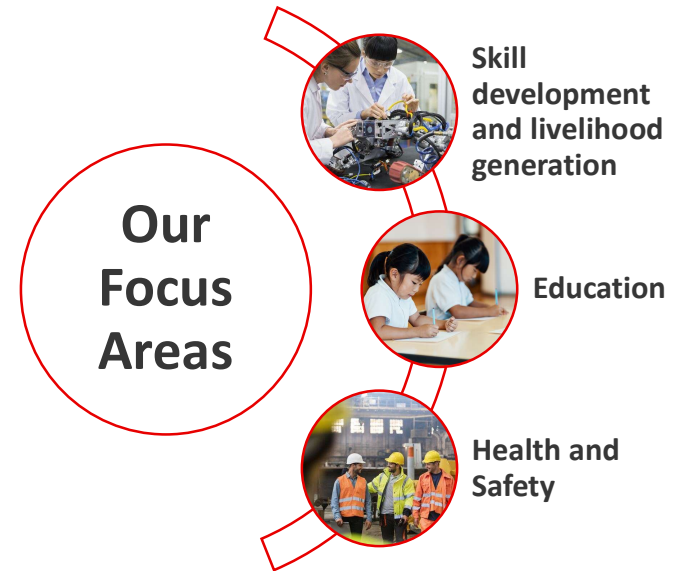 Our
Focus
Areas
Skill
development
and livelihood
generation
Education
Health and
Safety